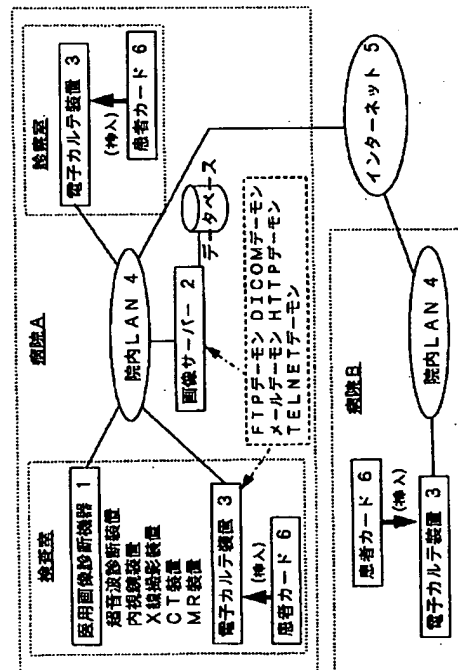 病院A
検査室
医用画像診断機器 1
超音波診断装置
内視鏡装置
X線撮影装置
CT装置
MR装置
電子カルテ装置 3
(挿入)
患者カード 6
院内LAN 4
画像サーバー 2
データベース
FTPデーモン DICOMデーモン
メールデーモン HTTPデーモン
TELNETデーモン
診察室
電子カルテ装置 3
(挿入)
患者カード 6
病院B
患者カード 6
(挿入)
電子カルテ装置 3
院内LAN 4
インターネット 5